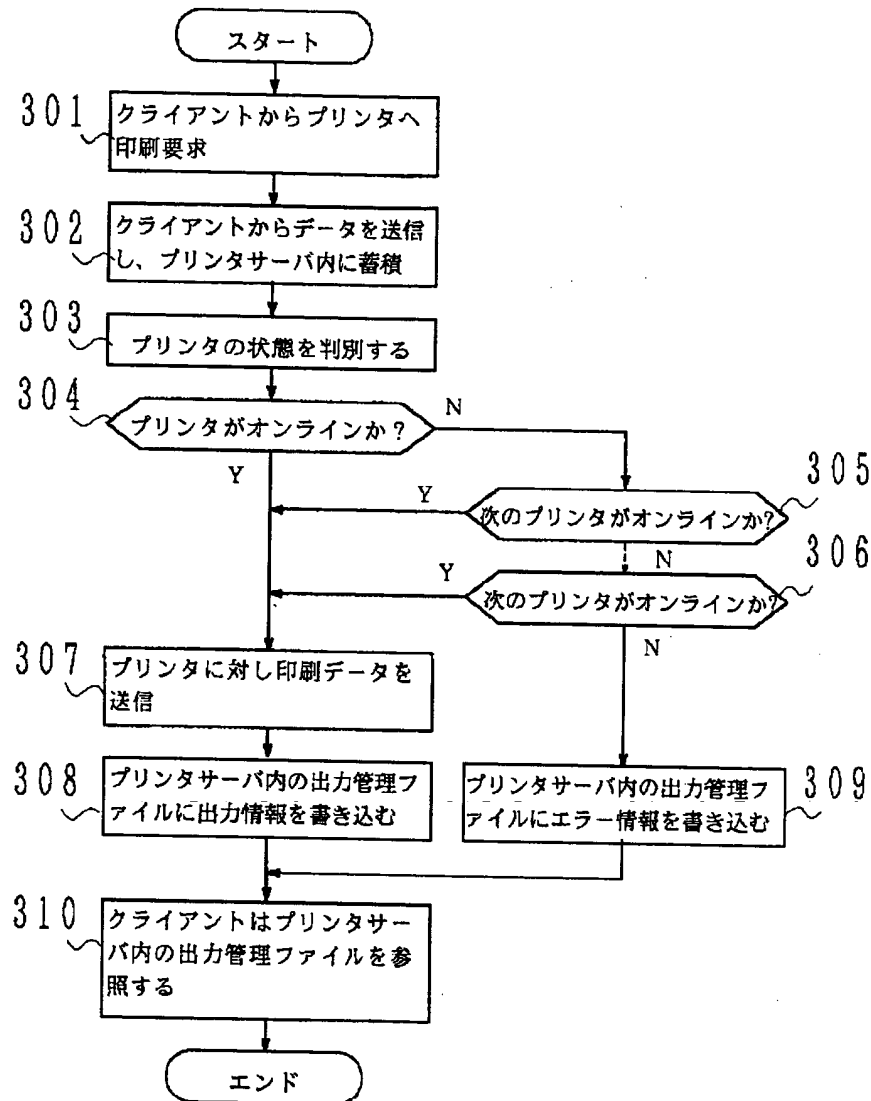 スタート
301
クライアントからプリンタへ
印刷要求
302
クライアントからデータを送信
し、プリンタサーバ内に蓄積
303
プリンタの状態を判別する
304
プリンタがオンラインか?
N
Y
305
次のプリンタがオンラインか?
Y
N
306
次のプリンタがオンラインか?
Y
N
307
プリンタに対し印刷データを
送信
308
プリンタサーバ内の出力管理フ
ァイルに出力情報を書き込む
309
プリンタサーバ内の出力管理フ
ァイルにエラー情報を書き込む
310
クライアントはプリンタサー
バ内の出力管理ファイルを参
照する
エンド